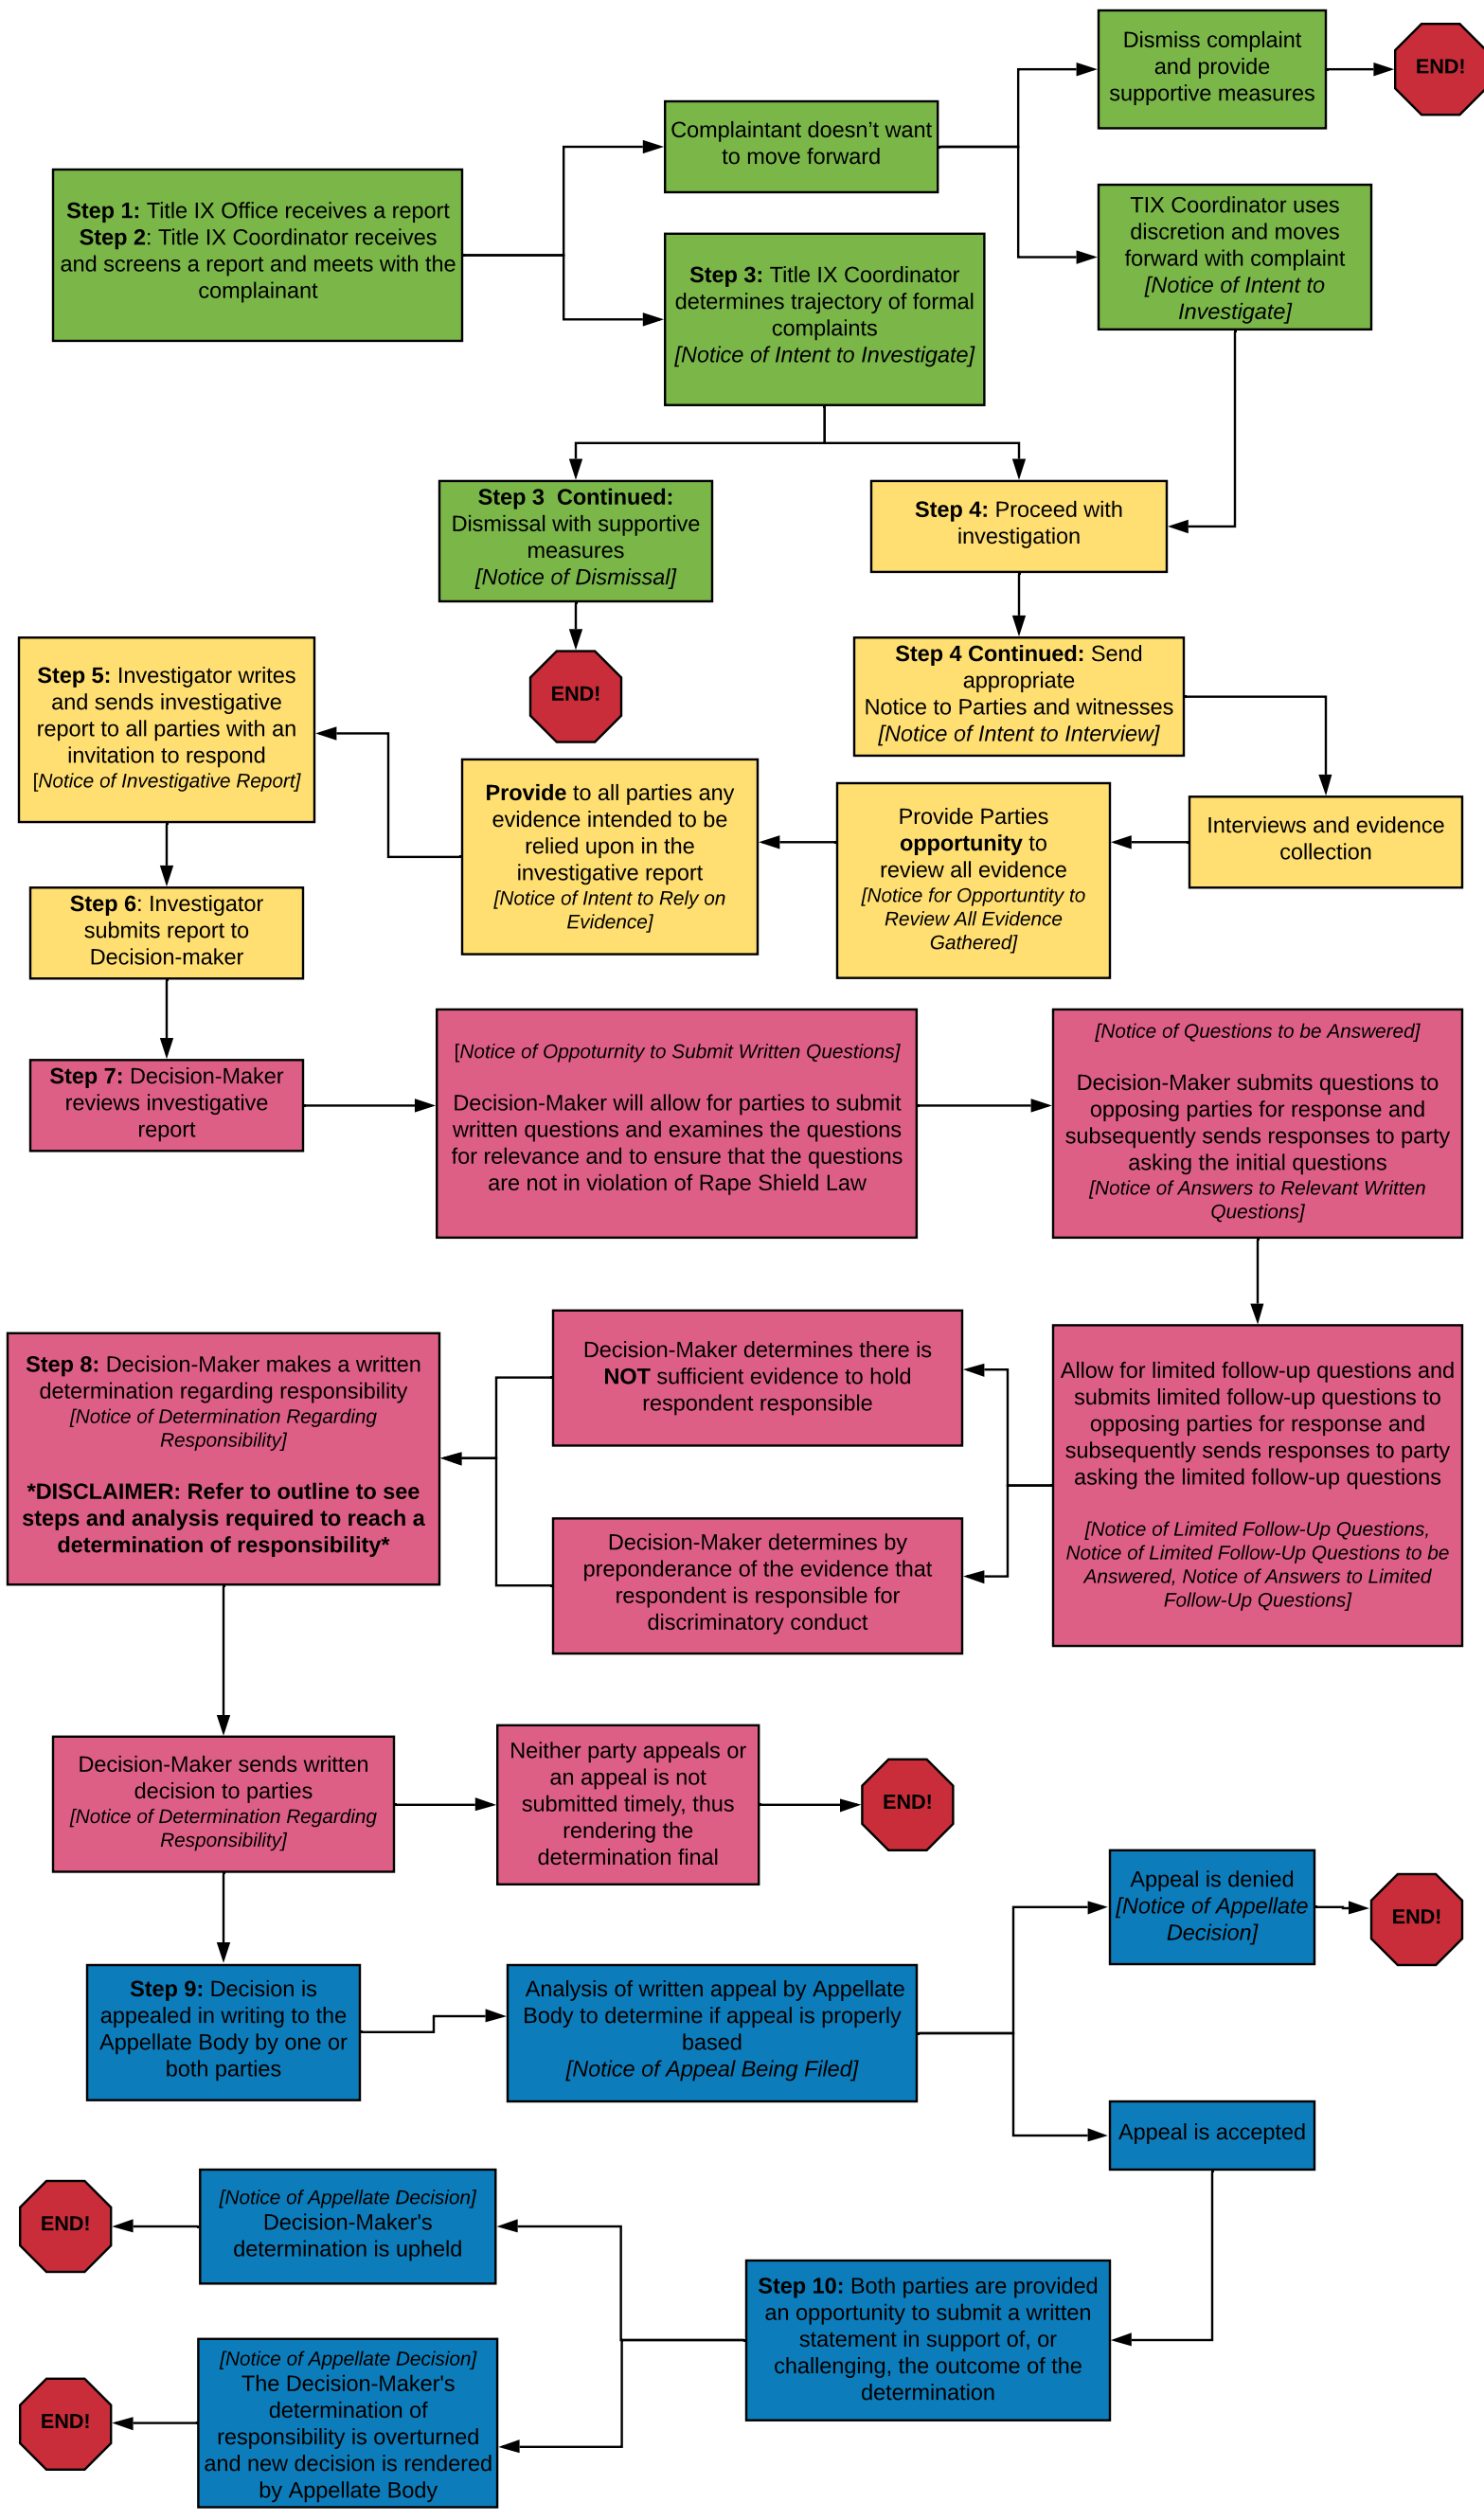 Dismiss complaint
and provide
supportive measures
END!
Complaintant doesn't want
to move forward
Step 1: Title IX Office receives a report
Step 2: Title IX Coordinator receives
and screens a report and meets with the
complainant
TIX Coordinator uses
discretion and moves
forward with complaint
[Notice of Intent to
Investigate]
Step 3: Title IX Coordinator
determines trajectory of formal
complaints
[Notice of Intent to Investigate]
Step 3  Continued:
Dismissal with supportive
measures
[Notice of Dismissal]
END!
Step 4: Proceed with
investigation
Step 4 Continued: Send
appropriate
Notice to Parties and witnesses
[Notice of Intent to Interview]
Interviews and evidence
collection
Provide Parties
opportunity to
review all evidence
[Notice for Opportuntity to
Review All Evidence
Gathered]
Provide to all parties any
evidence intended to be
relied upon in the
investigative report
[Notice of Intent to Rely on
Evidence]
Step 5: Investigator writes
and sends investigative
report to all parties with an
invitation to respond
[Notice of Investigative Report]
Step 6: Investigator
submits report to
Decision-maker
Step 7: Decision-Maker
reviews investigative
report
[Notice of Oppoturnity to Submit Written Questions]
Decision-Maker will allow for parties to submit
written questions and examines the questions
for relevance and to ensure that the questions
are not in violation of Rape Shield Law
[Notice of Questions to be Answered]
Decision-Maker submits questions to
opposing parties for response and
subsequently sends responses to party
asking the initial questions
[Notice of Answers to Relevant Written
Questions]
Allow for limited follow-up questions and
submits limited follow-up questions to
opposing parties for response and
subsequently sends responses to party
asking the limited follow-up questions
[Notice of Limited Follow-Up Questions,
Notice of Limited Follow-Up Questions to be
Answered, Notice of Answers to Limited
Follow-Up Questions]
Decision-Maker determines there is
NOT sufficient evidence to hold
respondent responsible
Decision-Maker determines by
preponderance of the evidence that
respondent is responsible for
discriminatory conduct
Step 8: Decision-Maker makes a written
determination regarding responsibility
[Notice of Determination Regarding
Responsibility]
*DISCLAIMER: Refer to outline to see
steps and analysis required to reach a
determination of responsibility*
Decision-Maker sends written
decision to parties
[Notice of Determination Regarding
Responsibility]
Neither party appeals or
an appeal is not
submitted timely, thus
rendering the
determination final
END!
Step 9: Decision is
appealed in writing to the
Appellate Body by one or
both parties
Analysis of written appeal by Appellate
Body to determine if appeal is properly
based
[Notice of Appeal Being Filed]
Appeal is denied
[Notice of Appellate
Decision]
END!
Appeal is accepted
Step 10: Both parties are provided
an opportunity to submit a written
statement in support of, or
challenging, the outcome of the
determination
[Notice of Appellate Decision]
Decision-Maker's
determination is upheld
END!
[Notice of Appellate Decision]
The Decision-Maker's
determination of
responsibility is overturned
and new decision is rendered
by Appellate Body
END!